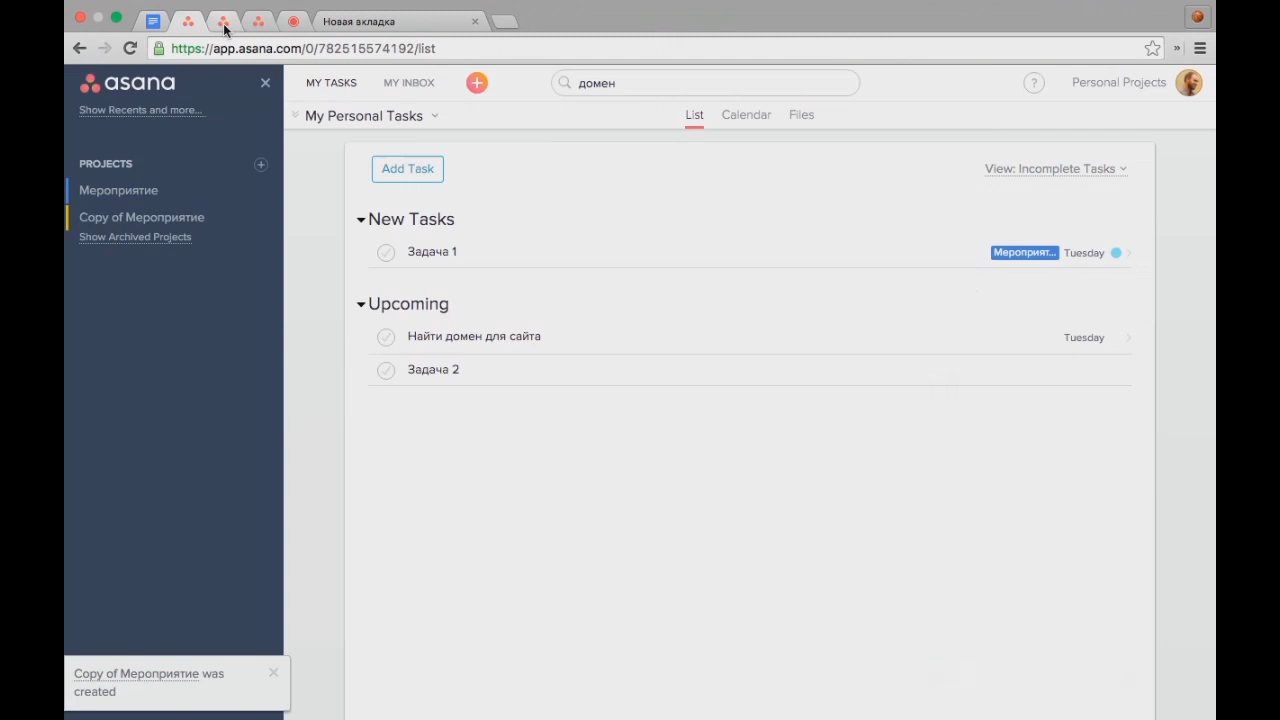 Новая вкладка
https://app.asana.com/0/782515574192/list
asana
MY TASKS
MY INBOX
домен
?
Personal Projects
Show Recents and more...
My Personal Tasks
List
Calendar
Files
PROJECTS
Add Task
View: Incomplete Tasks
Мероприятие
Copy of Мероприятие
Show Archived Projects
New Tasks
Задача 1
Мероприят...
Tuesday
Upcoming
Найти домен для сайта
Tuesday
Задача 2
Copy of Мероприятие was
created